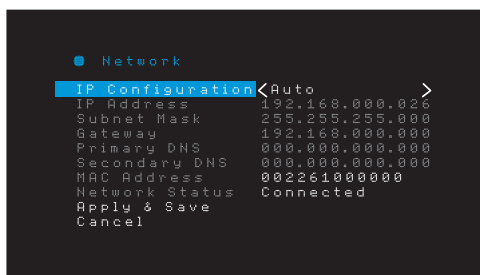 Network
IP Configuration <Auto >
IP Address 192.168.000.026
Subnet Mask 255.255.255.000
Gateway 192.168.000.000
Primary DNS 000.000.000.000
Secondary DNS 000.000.000.000
MAC Address 002261000000
Network Status Connected
Apply & Save
Cancel